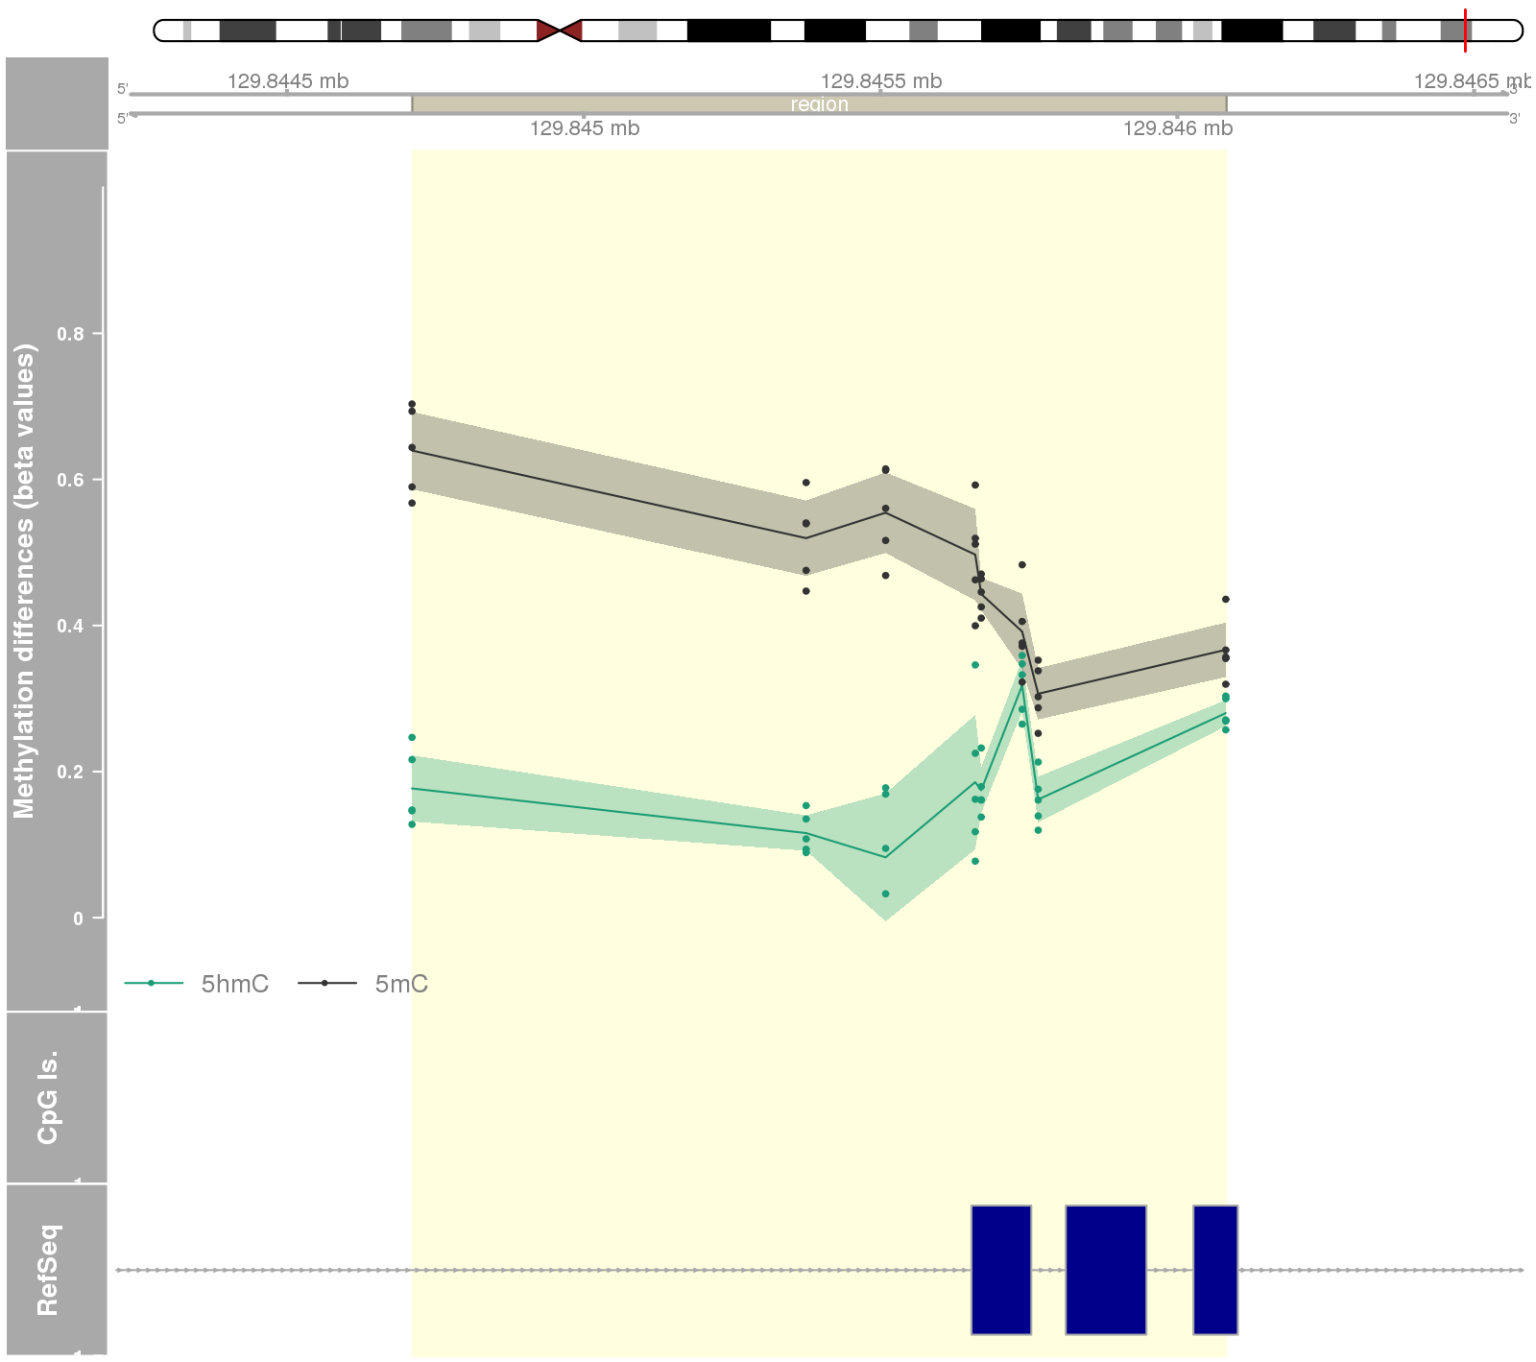 129.8445 mb 129.8455 mb 129.8465 mb
5' 3'
region
5' 3'
129.845 mb 129.846 mb
Methylation differences (beta values)
0.8
0.6
0.4
0.2
0
5hmC 5mC
CpG Is.
RefSeq